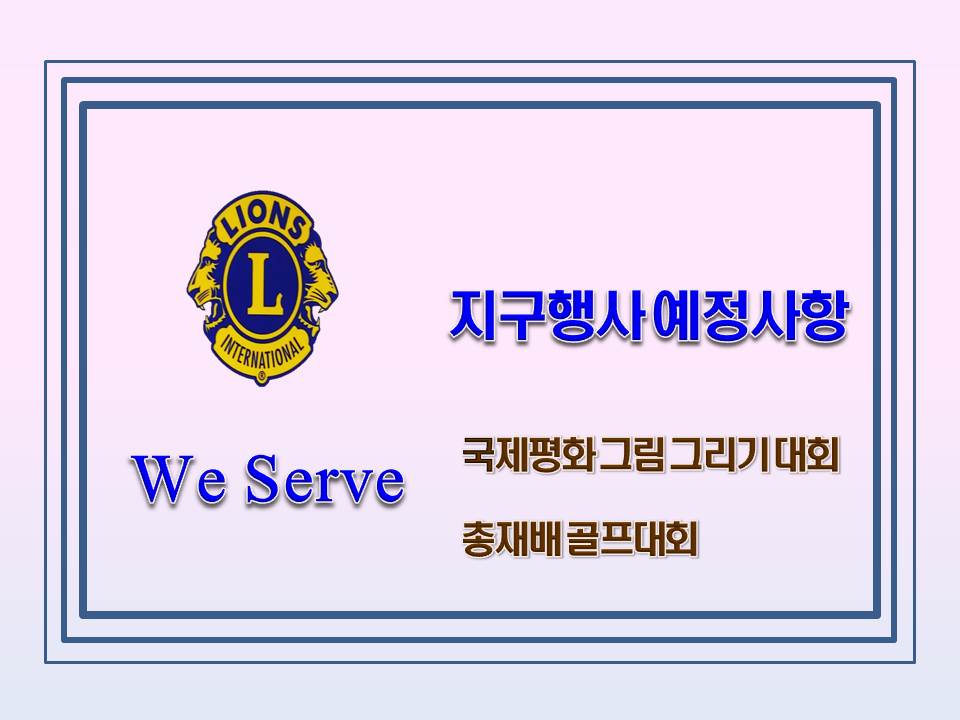 LIONS
L
INTERNATIONAL
®
We Serve
지구행사 예정사항
국제평화 그림 그리기 대회
총재배 골프대회